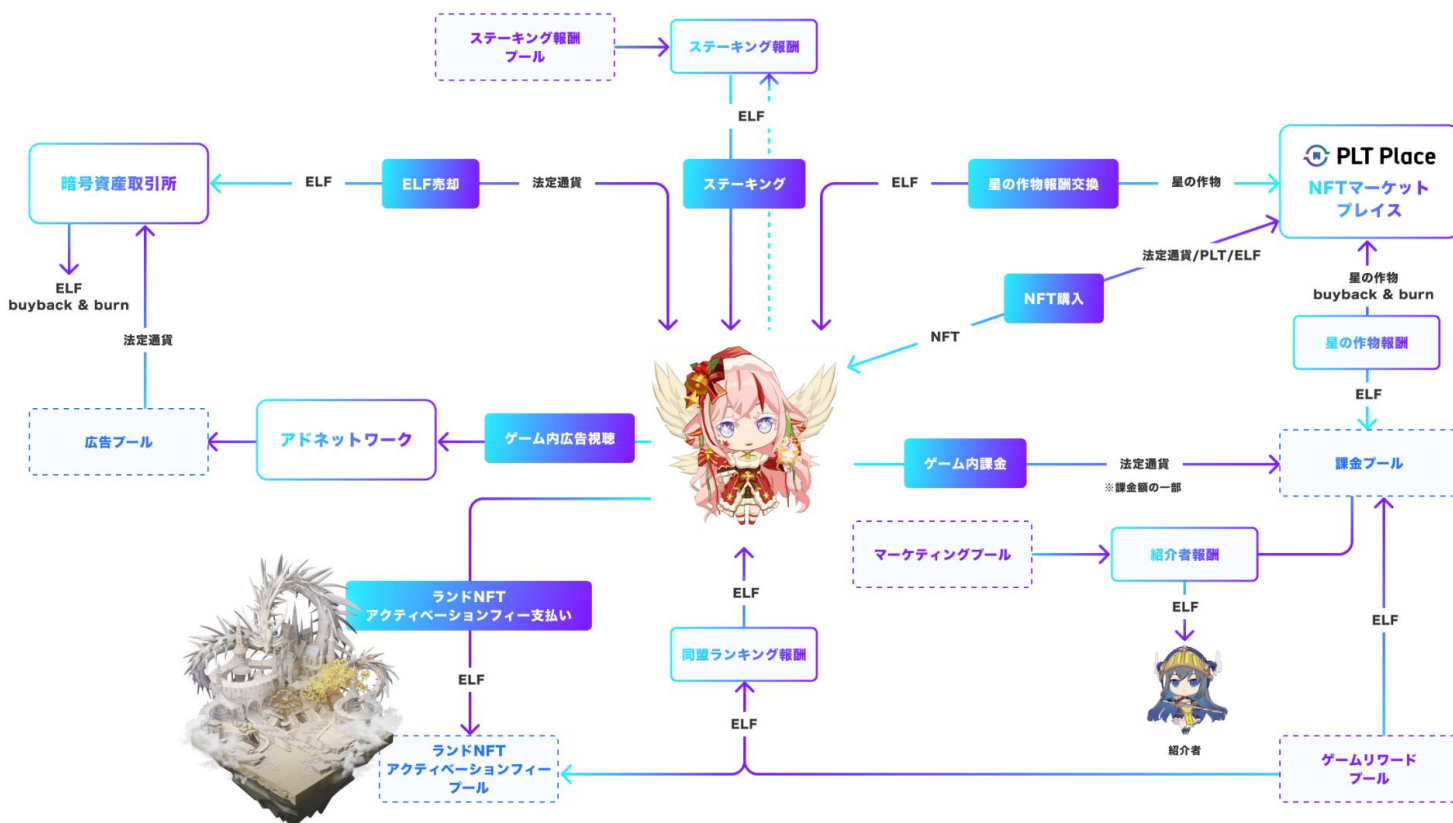 ステーキング報酬
プール
ステーキング報酬
ELF
暗号資産取引所
ELF
ELF売却
法定通貨
ステーキング
ELF
星の作物報酬交換
星の作物
PLT Place
NFTマーケット
プレイス
法定通貨/PLT/ELF
NFT購入
NFT
ELF
buyback & burn
星の作物
buyback & burn
法定通貨
星の作物報酬
ELF
広告プール
アドネットワーク
ゲーム内広告視聴
ゲーム内課金
法定通貨
※課金額の一部
課金プール
マーケティングプール
紹介者報酬
ELF
紹介者
ランドNFT
アクティベーションフィー支払い
ELF
ELF
同盟ランキング報酬
ELF
ELF
ランドNFT
アクティベーションフィー
プール
ゲームリワード
プール